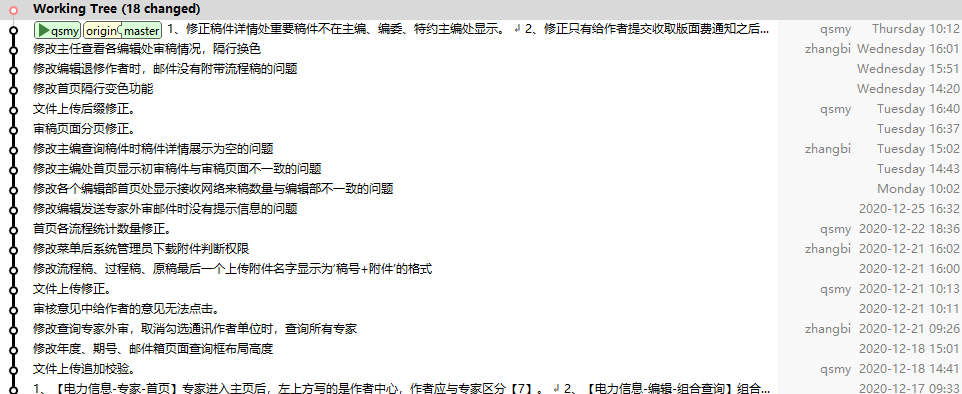 Working Tree (18 changed)
qsmy origin master 1、修正稿件详情处重要稿件不在主编、编委、特约主编处显示。 ↲ 2、修正只有给作者提交收取版面费通知之后... qsmy Thursday 10:12
修改主任查看各编辑处审稿情况，隔行换色 zhangbi Wednesday 16:01
修改编辑退修作者时，邮件没有附带流程稿的问题 Wednesday 15:51
修改首页隔行变色功能 Wednesday 14:20
文件上传后缀修正。 qsmy Tuesday 16:40
审稿页面分页修正。 Tuesday 16:37
修改主编查询稿件时稿件详情展示为空的问题 zhangbi Tuesday 15:02
修改主编处首页显示初审稿件与审稿页面不一致的问题 Tuesday 14:43
修改各个编辑部首页处显示接收网络来稿数量与编辑部不一致的问题 Monday 10:02
修改编辑发送专家外审邮件时没有提示信息的问题 2020-12-25 16:32
首页各流程统计数量修正。 qsmy 2020-12-22 18:36
修改菜单后系统管理员下载附件判断权限 zhangbi 2020-12-21 16:02
修改流程稿、过程稿、原稿最后一个上传附件名字显示为‘稿号+附件’的格式 2020-12-21 16:00
文件上传修正。 qsmy 2020-12-21 10:13
审核意见中给作者的意见无法点击。 2020-12-21 10:11
修改查询专家外审，取消勾选通讯作者单位时，查询所有专家 zhangbi 2020-12-21 09:26
修改年度、期号、邮件箱页面查询框布局高度 2020-12-18 15:01
文件上传追加校验。 qsmy 2020-12-18 14:41
1、【电力信息-专家-首页】专家进入主页后，左上方写的是作者中心，作者应与专家区分【7】。 ↲ 2、【电力信息-编辑-组合查询】组合... 2020-12-17 09:33